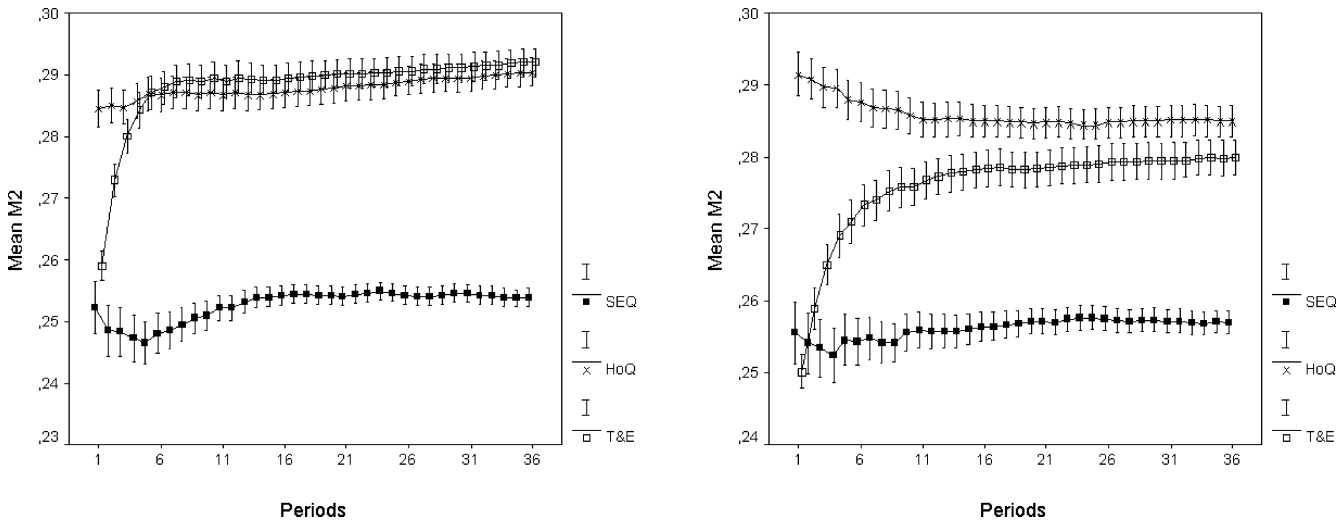 ,30
,29
,28
,27
,26
,25
,24
,23
Mean M2
1 6 11 16 21 26 31 36
Periods
SEQ
HoQ
T&E
,30
,29
,28
,27
,26
,25
,24
Mean M2
1 6 11 16 21 26 31 36
Periods
SEQ
HoQ
T&E